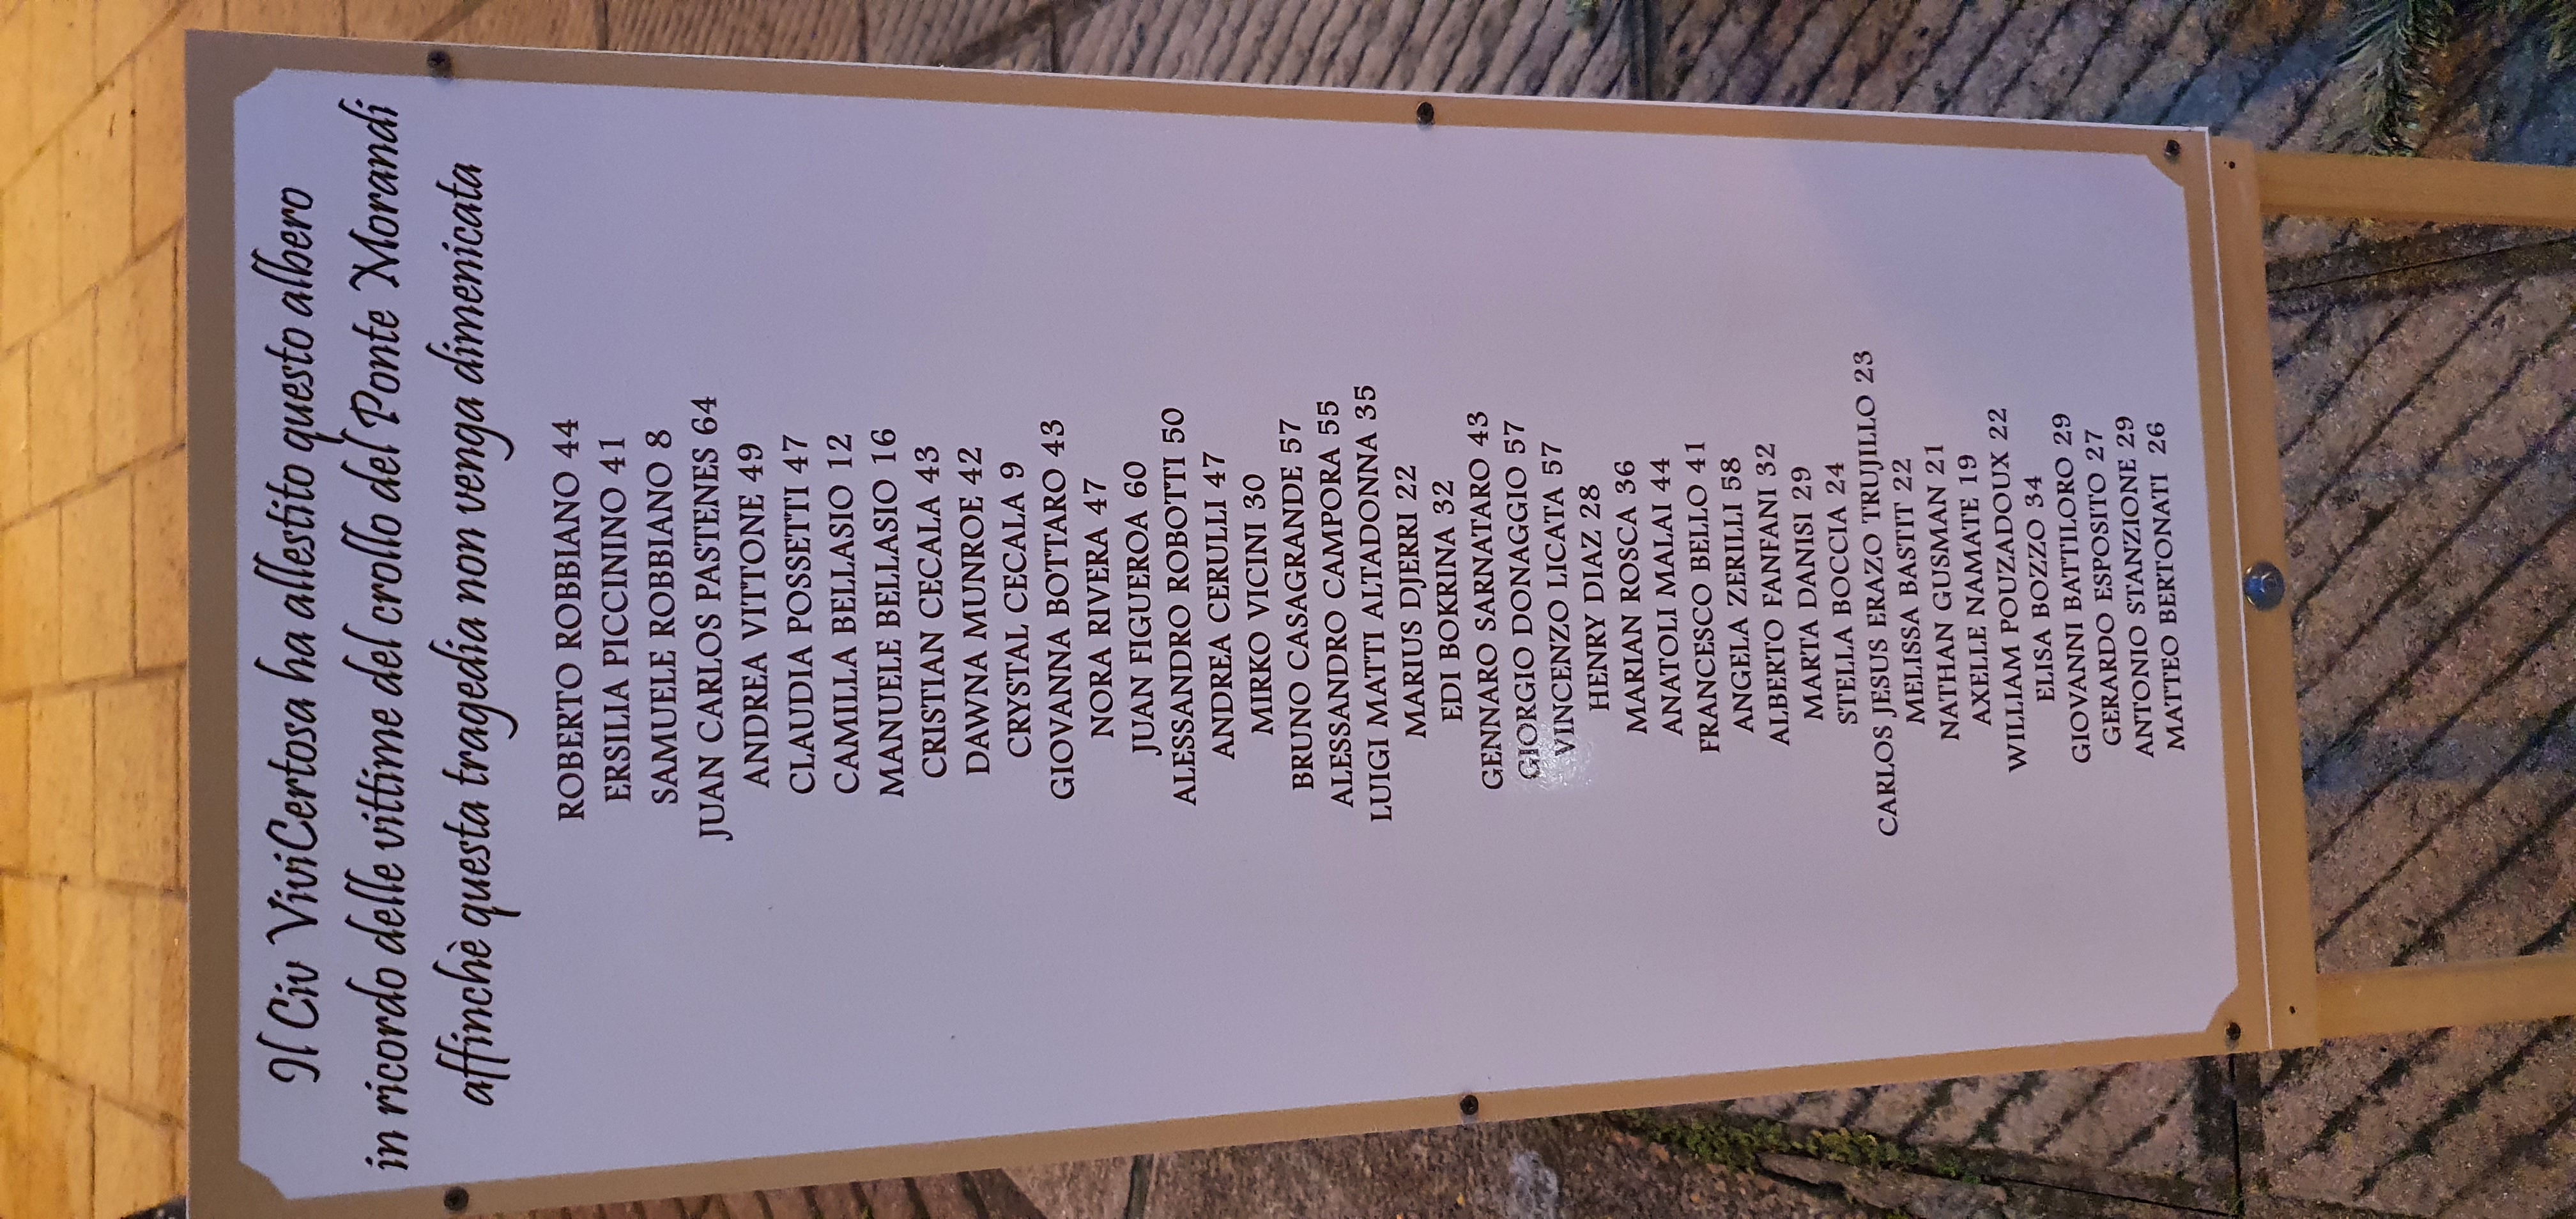 Il Civ ViviCertosa ha allestito questo albero
in ricordo delle vittime del crollo del Ponte Morandi
affinchè questa tragedia non venga dimenicata
ROBERTO ROBBIANO 44
ERSILIA PICCININO 41
SAMUELE ROBBIANO 8
JUAN CARLOS PASTENES 64
ANDREA VITTONE 49
CLAUDIA POSSETTI 47
CAMILLA BELLASIO 12
MANUELE BELLASIO 16
CRISTIAN CECALA 43
DAWNA MUNROE 42
CRYSTAL CECALA 9
GIOVANNA BOTTARO 43
NORA RIVERA 47
JUAN FIGUEROA 60
ALESSANDRO ROBOTTI 50
ANDREA CERULLI 47
MIRKO VICINI 30
BRUNO CASAGRANDE 57
ALESSANDRO CAMPORA 55
LUIGI MATTI ALTADONNA 35
MARIUS DJERRI 22
EDI BOKRINA 32
GENNARO SARNATARO 43
GIORGIO DONAGGIO 57
VINCENZO LICATA 57
HENRY DIAZ 28
MARIAN ROSCA 36
ANATOLI MALAI 44
FRANCESCO BELLO 41
ANGELA ZERILLI 58
ALBERTO FANFANI 32
MARTA DANISI 29
STELLA BOCCIA 24
CARLOS JESUS ERAZO TRUJILLO 23
MELISSA BASTIT 22
NATHAN GUSMAN 21
AXELLE NAMATE 19
WILLIAM POUZADOUX 22
ELISA BOZZO 34
GIOVANNI BATTILORO 29
GERARDO ESPOSITO 27
ANTONIO STANZIONE 29
MATTEO BERTONATI 26